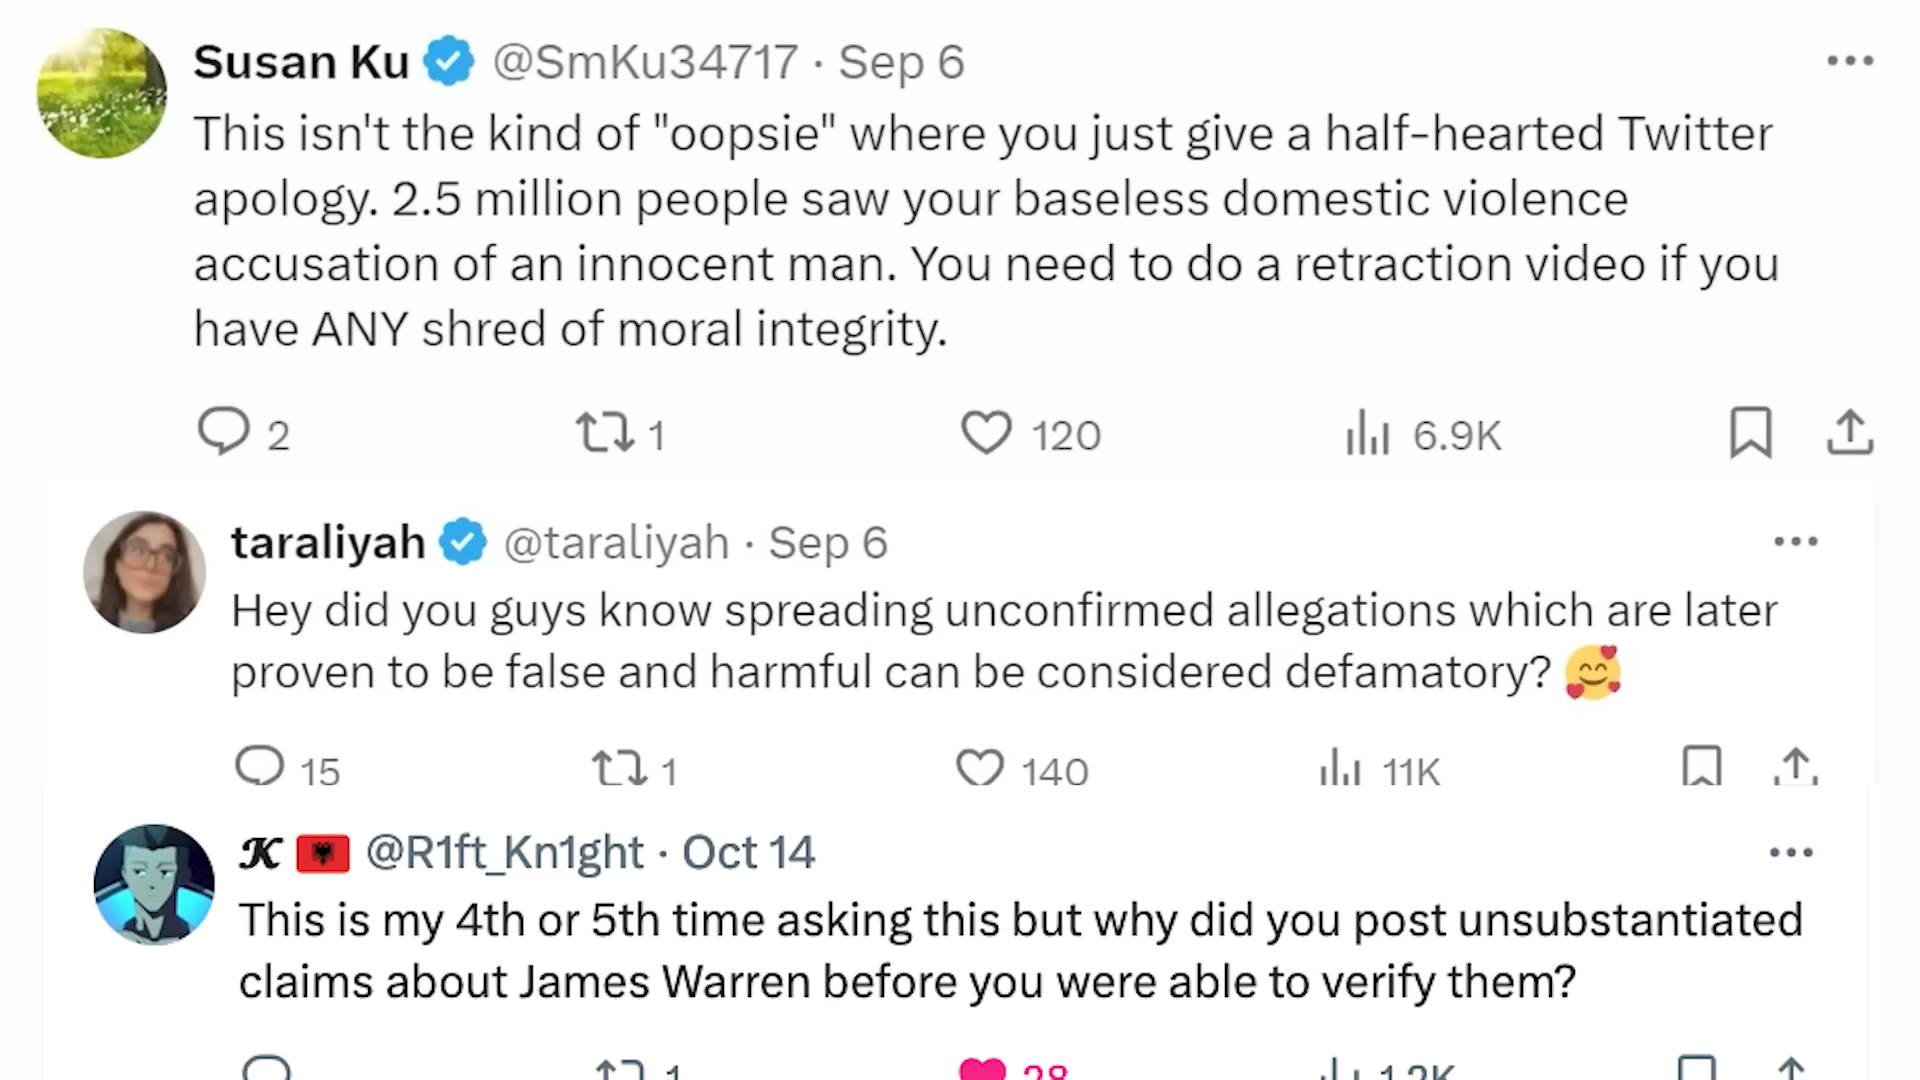 Susan Ku @SmKu34717 · Sep 6
This isn't the kind of "oopsie" where you just give a half-hearted Twitter
apology. 2.5 million people saw your baseless domestic violence
accusation of an innocent man. You need to do a retraction video if you
have ANY shred of moral integrity.
2 1 120 6.9K
taraliyah @taraliyah · Sep 6
Hey did you guys know spreading unconfirmed allegations which are later
proven to be false and harmful can be considered defamatory? 🥰
15 1 140 11K
𝓚 🇦🇱 @R1ft_Kn1ght · Oct 14
This is my 4th or 5th time asking this but why did you post unsubstantiated
claims about James Warren before you were able to verify them?
1 28 1.2K